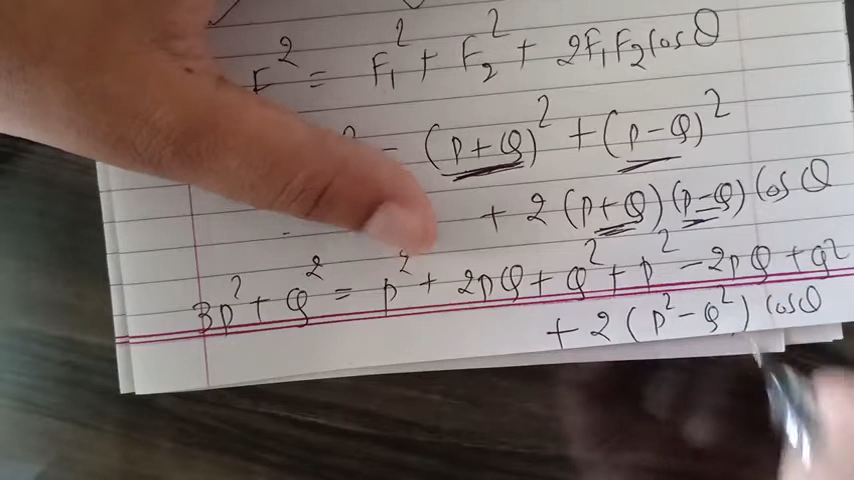 F² = F₁² + F₂² + 2F₁F₂ cos θ
² = (P+Q)² + (P-Q)²
+ 2 (P+Q)(P-Q) cos θ
3P² + Q² = P² + 2PQ + Q² + P² - 2PQ + Q²
+ 2 (P² - Q²) cos θ